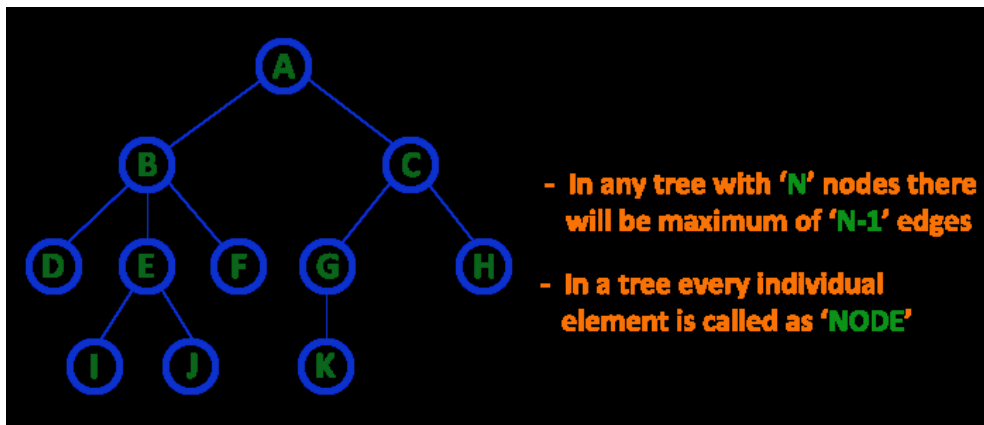 A
B
C
D
E
F
G
H
I
J
K
- In any tree with ‘N’ nodes there
will be maximum of ‘N-1’ edges
- In a tree every individual
element is called as ‘NODE’